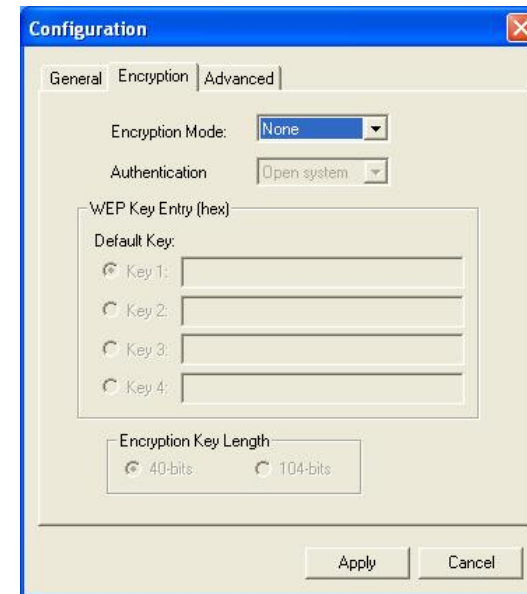 Configuration
General Encryption Advanced
Encryption Mode: None
Authentication Open system
WEP Key Entry (hex)
Default Key:
Key 1:
Key 2:
Key 3:
Key 4:
Encryption Key Length
40-bits 104-bits
Apply Cancel